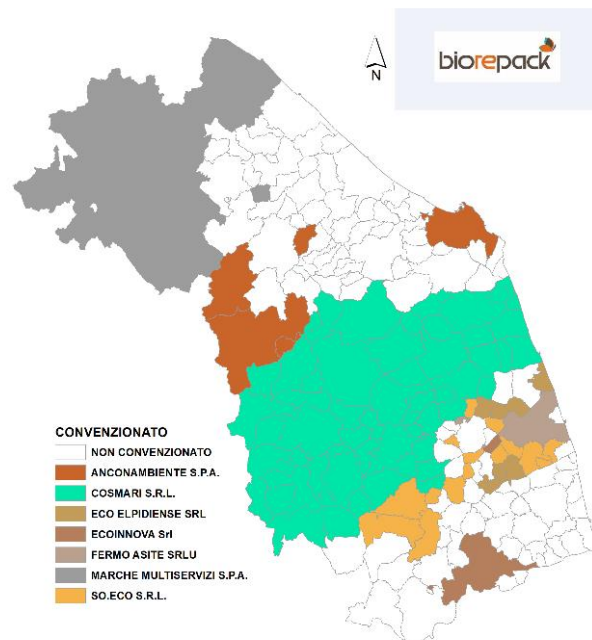 biorepack
N
CONVENZIONATO
NON CONVENZIONATO
ANCONAMBIENTE S.P.A.
COSMARI S.R.L.
ECO ELPIDIENSE SRL
ECOINNOVA Srl
FERMO ASITE SRLU
MARCHE MULTISERVIZI S.P.A.
SO.ECO S.R.L.